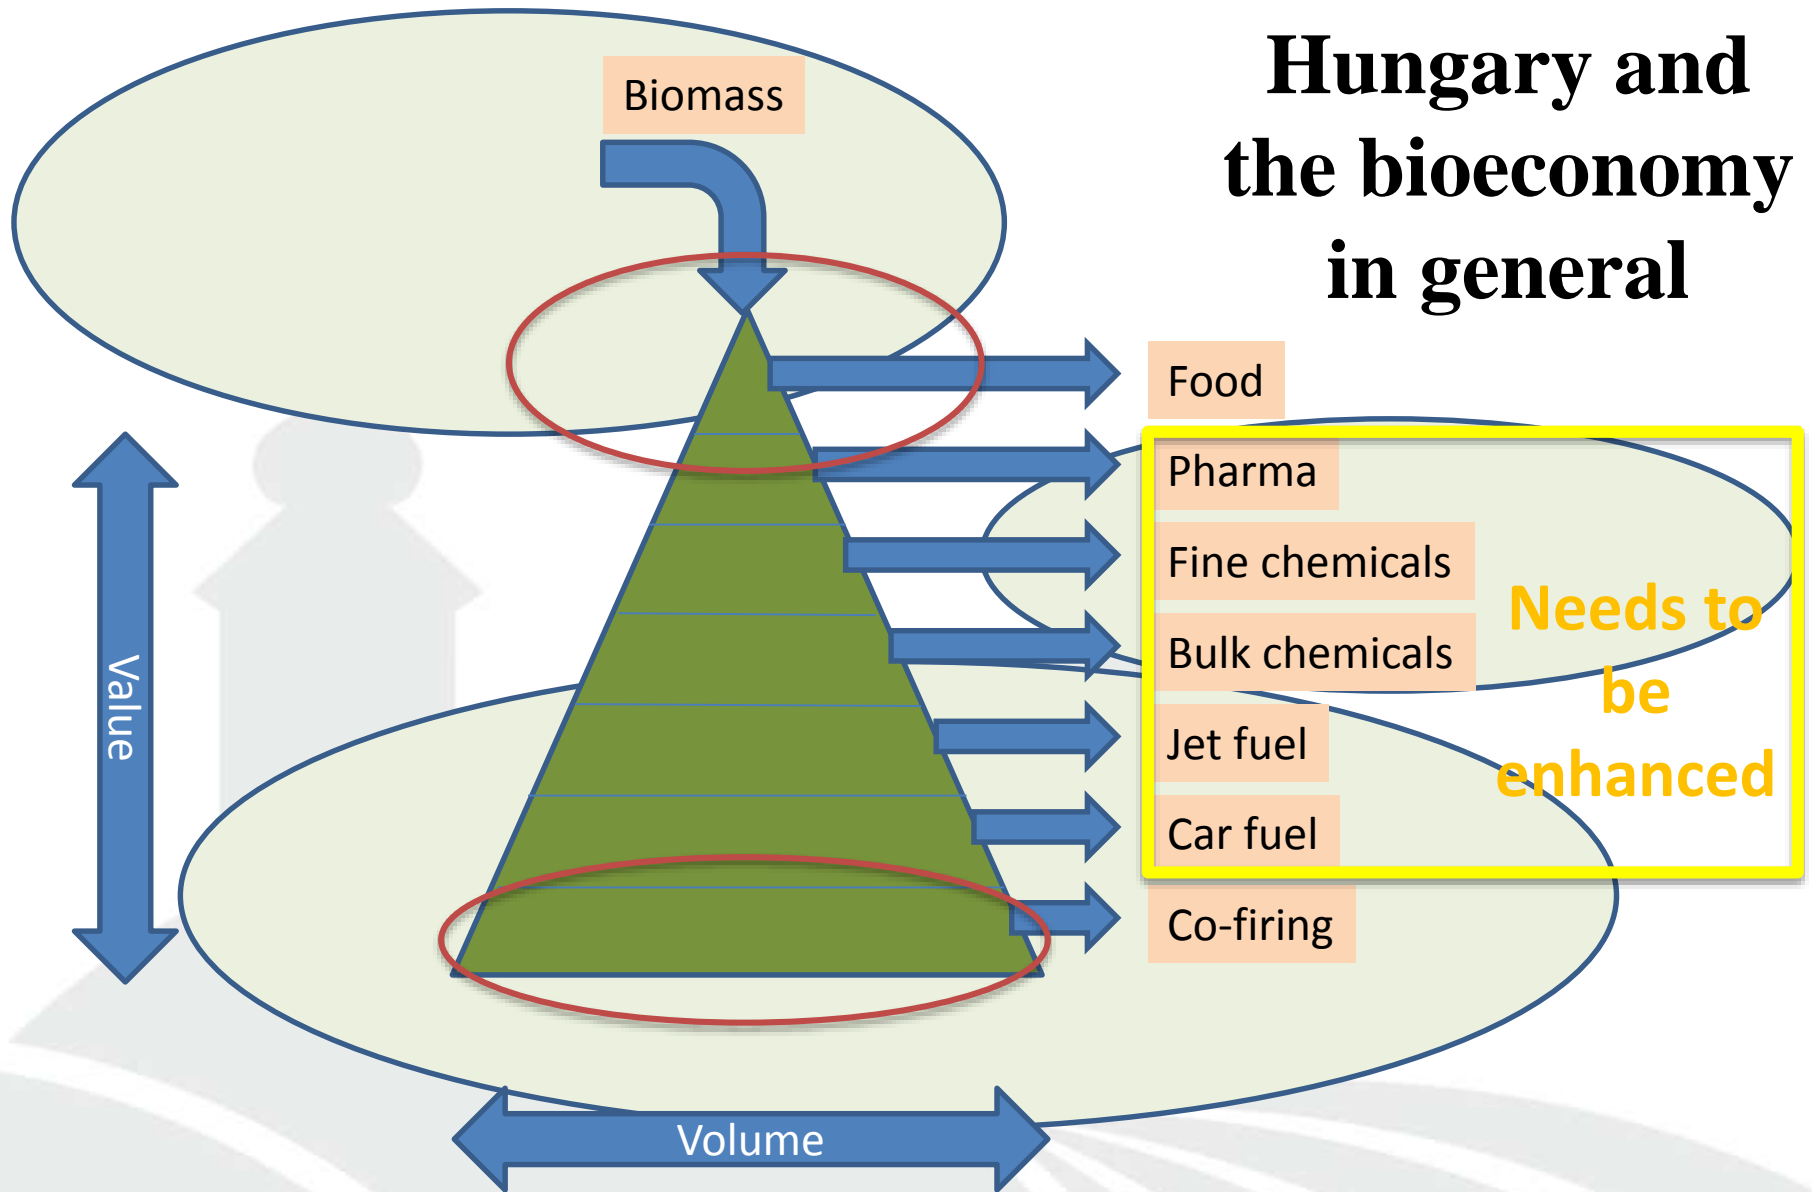 Hungary and
the bioeconomy
in general
Biomass
Food
Pharma
Fine chemicals
Bulk chemicals
Jet fuel
Car fuel
Co-firing
Needs to
be
enhanced
Value
Volume